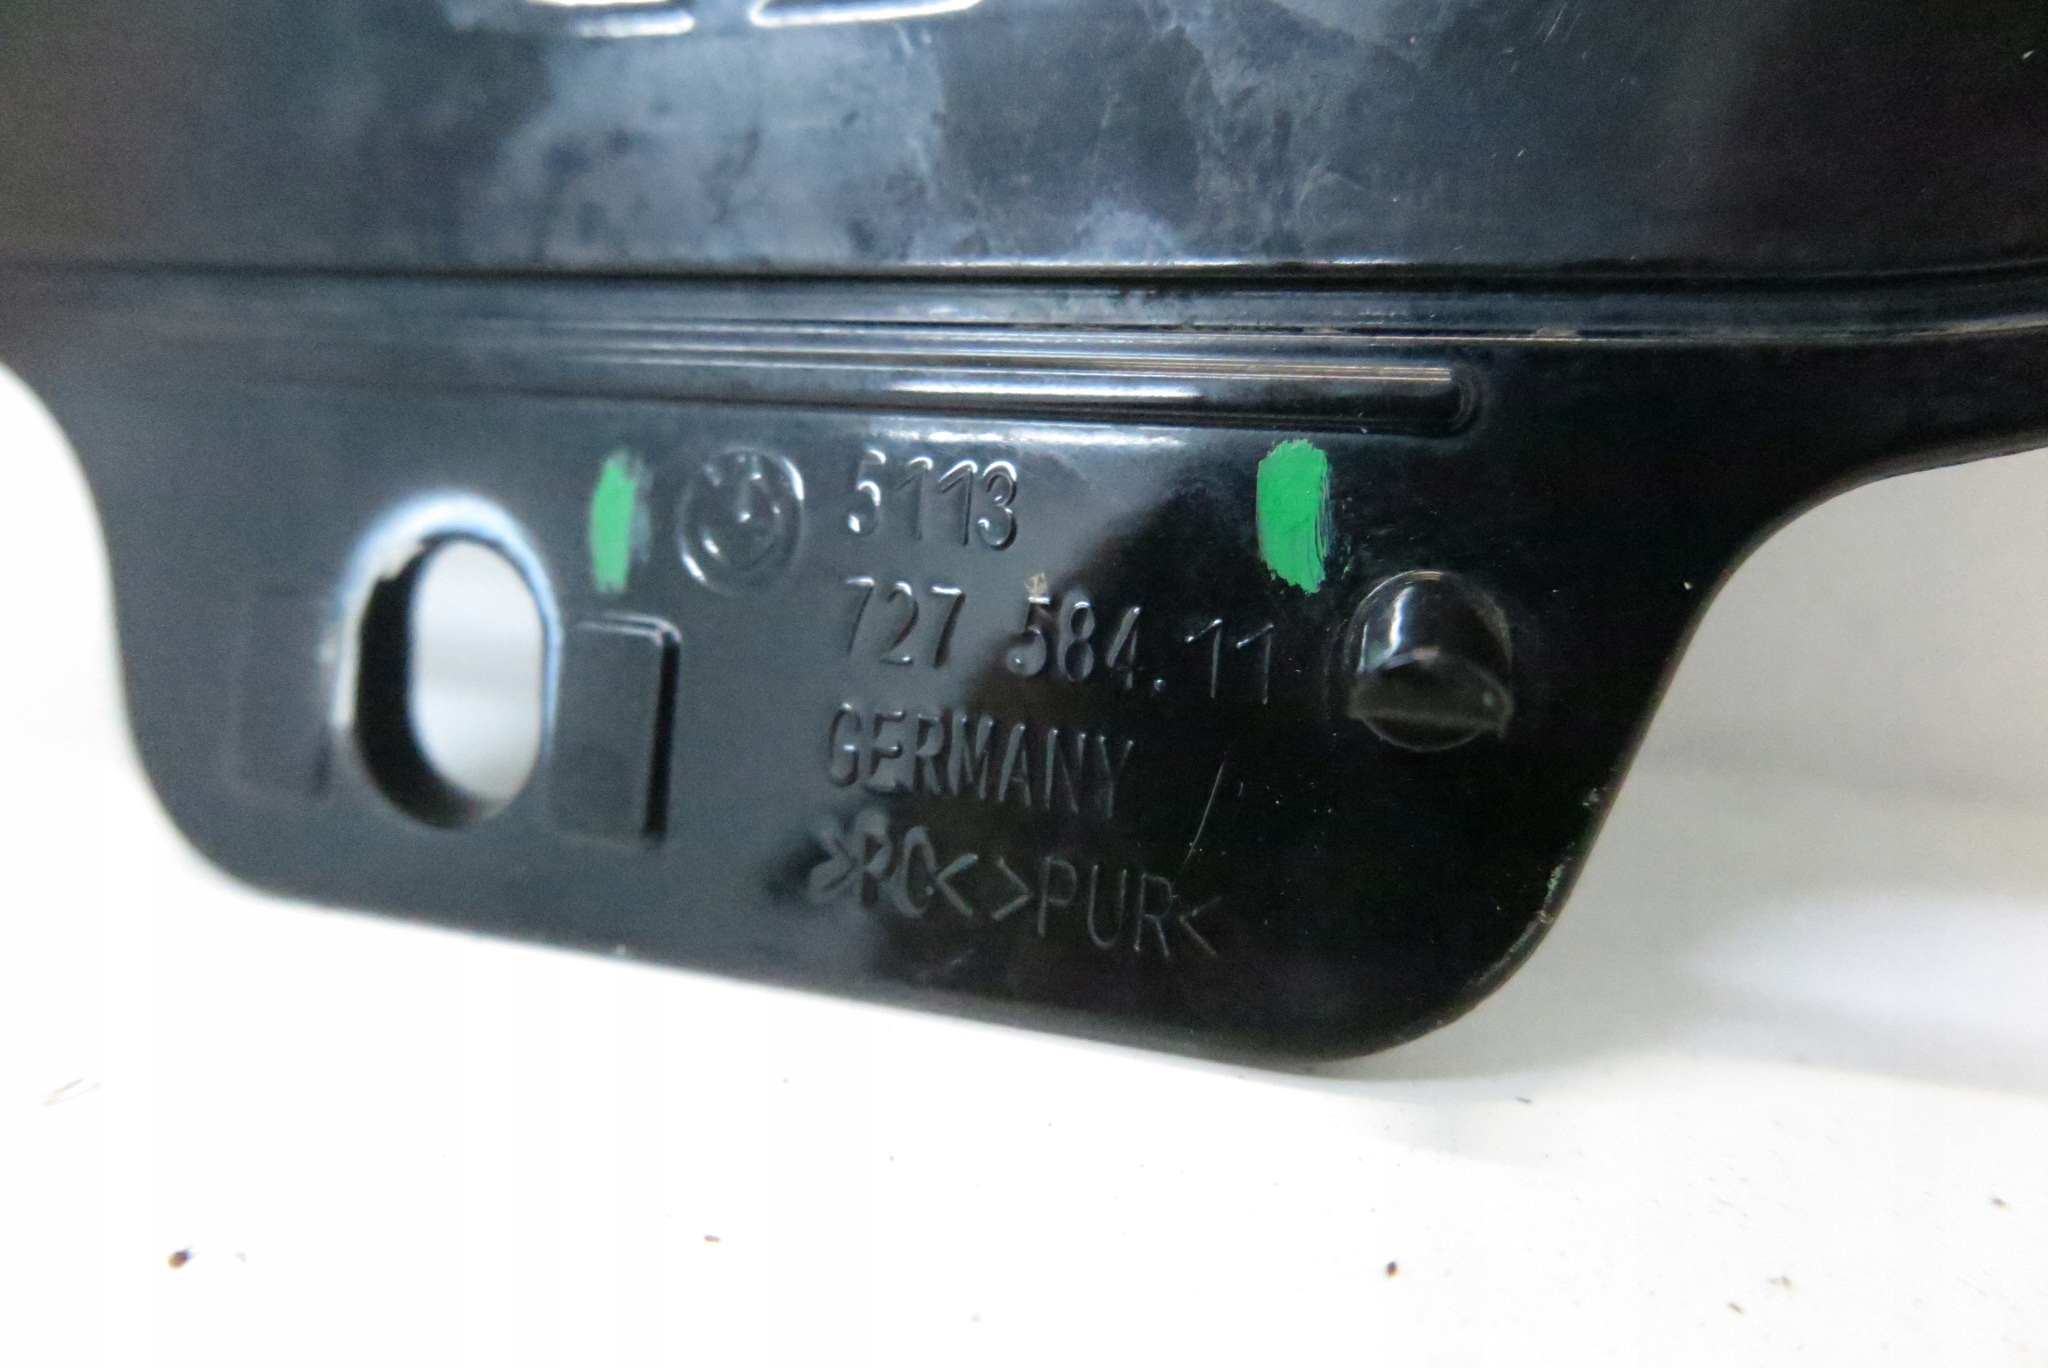 5113
727 584.11
GERMANY
>PC< >PUR<